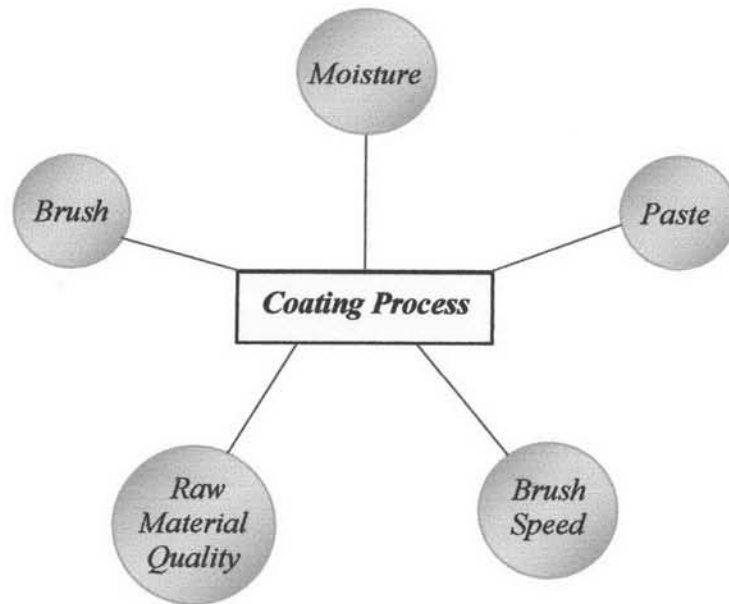 Moisture
Brush
Paste
Coating Process
Raw
Material
Quality
Brush
Speed